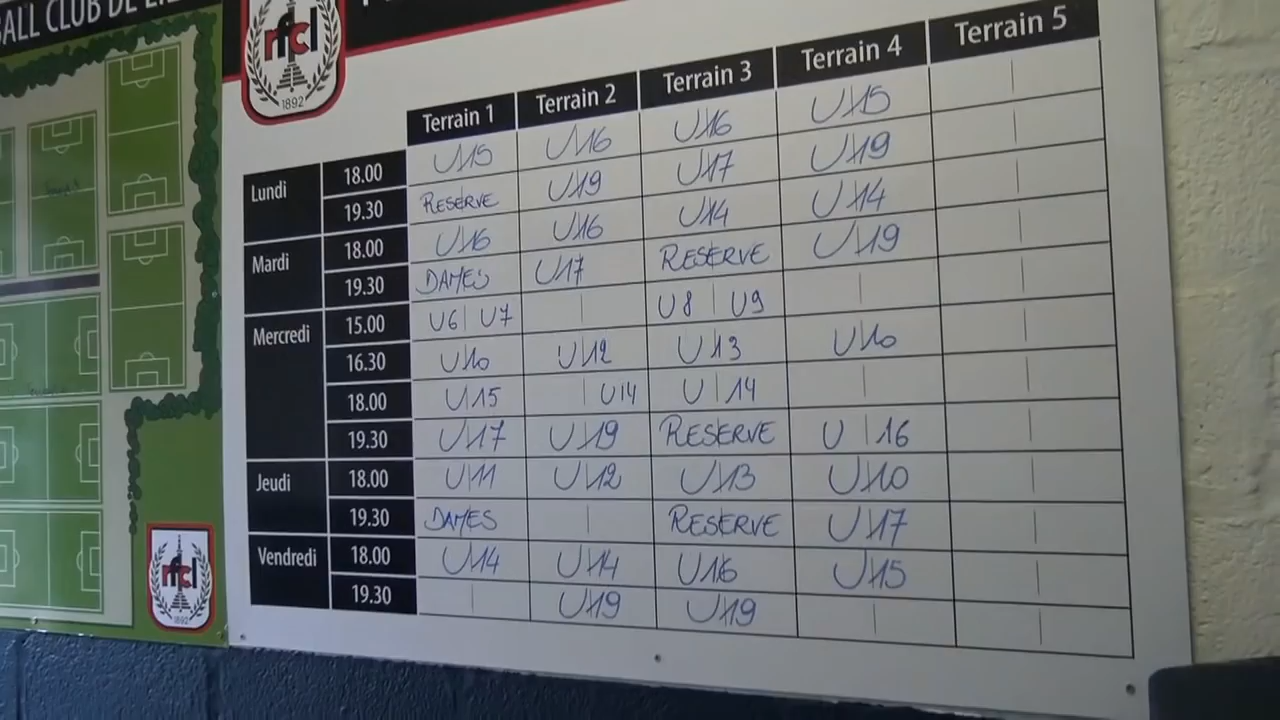 BALL CLUB DE
rfcl
1892
Terrain 1 Terrain 2 Terrain 3 Terrain 4 Terrain 5
Lundi 18.00 U15 U16 U16 U15
19.30 RESERVE U19 U17 U19
Mardi 18.00 U16 U16 U14 U14
19.30 DAMES U17 RESERVE U19
Mercredi 15.00 U6 | U7 U8 | U9
16.30 U10 U12 U13 U10
18.00 U15 U14 U14
19.30 U17 U19 RESERVE U16
Jeudi 18.00 U11 U12 U13 U10
19.30 DAMES RESERVE U17
Vendredi 18.00 U14 U14 U16 U15
19.30 U19 U19
rfcl
1892